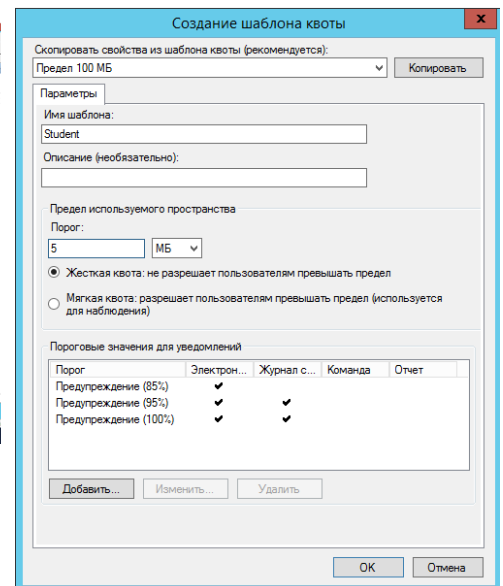 Создание шаблона квоты
x
Скопировать свойства из шаблона квоты (рекомендуется):
Предел 100 МБ
Копировать
Параметры
Имя шаблона:
Student
Описание (необязательно):
Предел используемого пространства
Порог:
5 МБ
Жесткая квота: не разрешает пользователям превышать предел
Мягкая квота: разрешает пользователям превышать предел (используется
для наблюдения)
Пороговые значения для уведомлений
Порог Электрон... Журнал с... Команда Отчет
Предупреждение (85%)
Предупреждение (95%)
Предупреждение (100%)
Добавить... Изменить... Удалить
OK Отмена